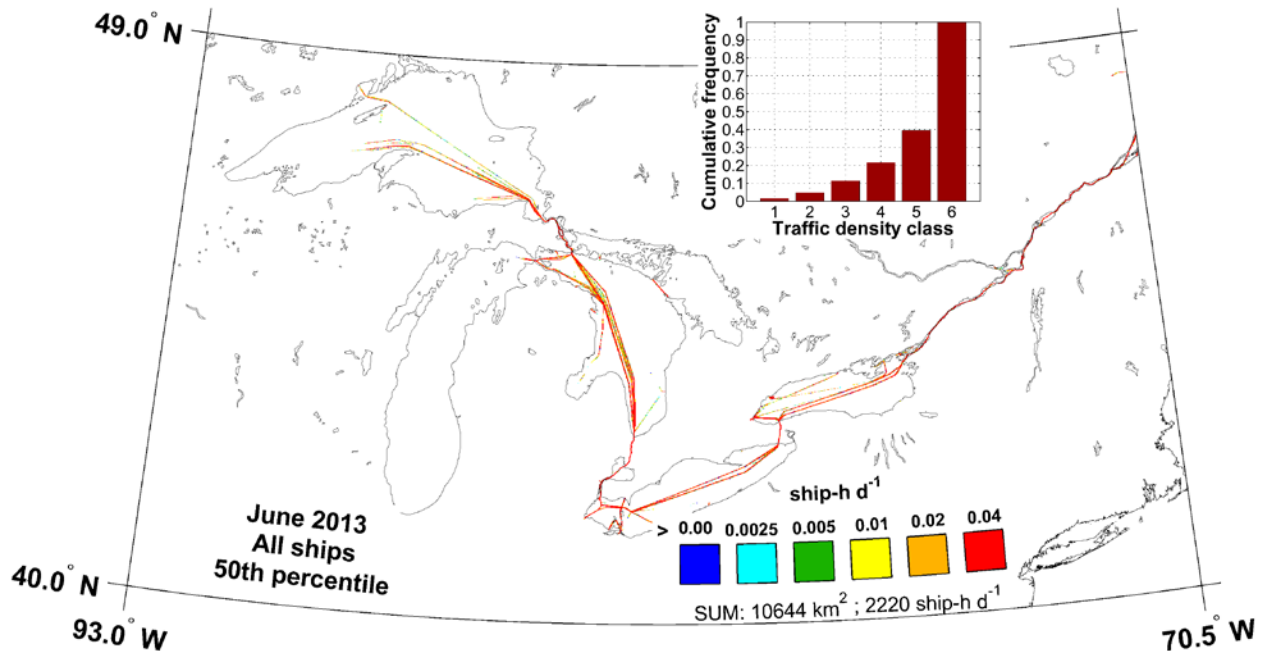 49.0° N
Cumulative frequency
1
0.9
0.8
0.7
0.6
0.5
0.4
0.3
0.2
0.1
0
1 2 3 4 5 6
Traffic density class
ship-h d⁻¹
> 0.00 0.0025 0.005 0.01 0.02 0.04
June 2013
All ships
50th percentile
SUM: 10644 km² ; 2220 ship-h d⁻¹
40.0° N
93.0° W
70.5° W